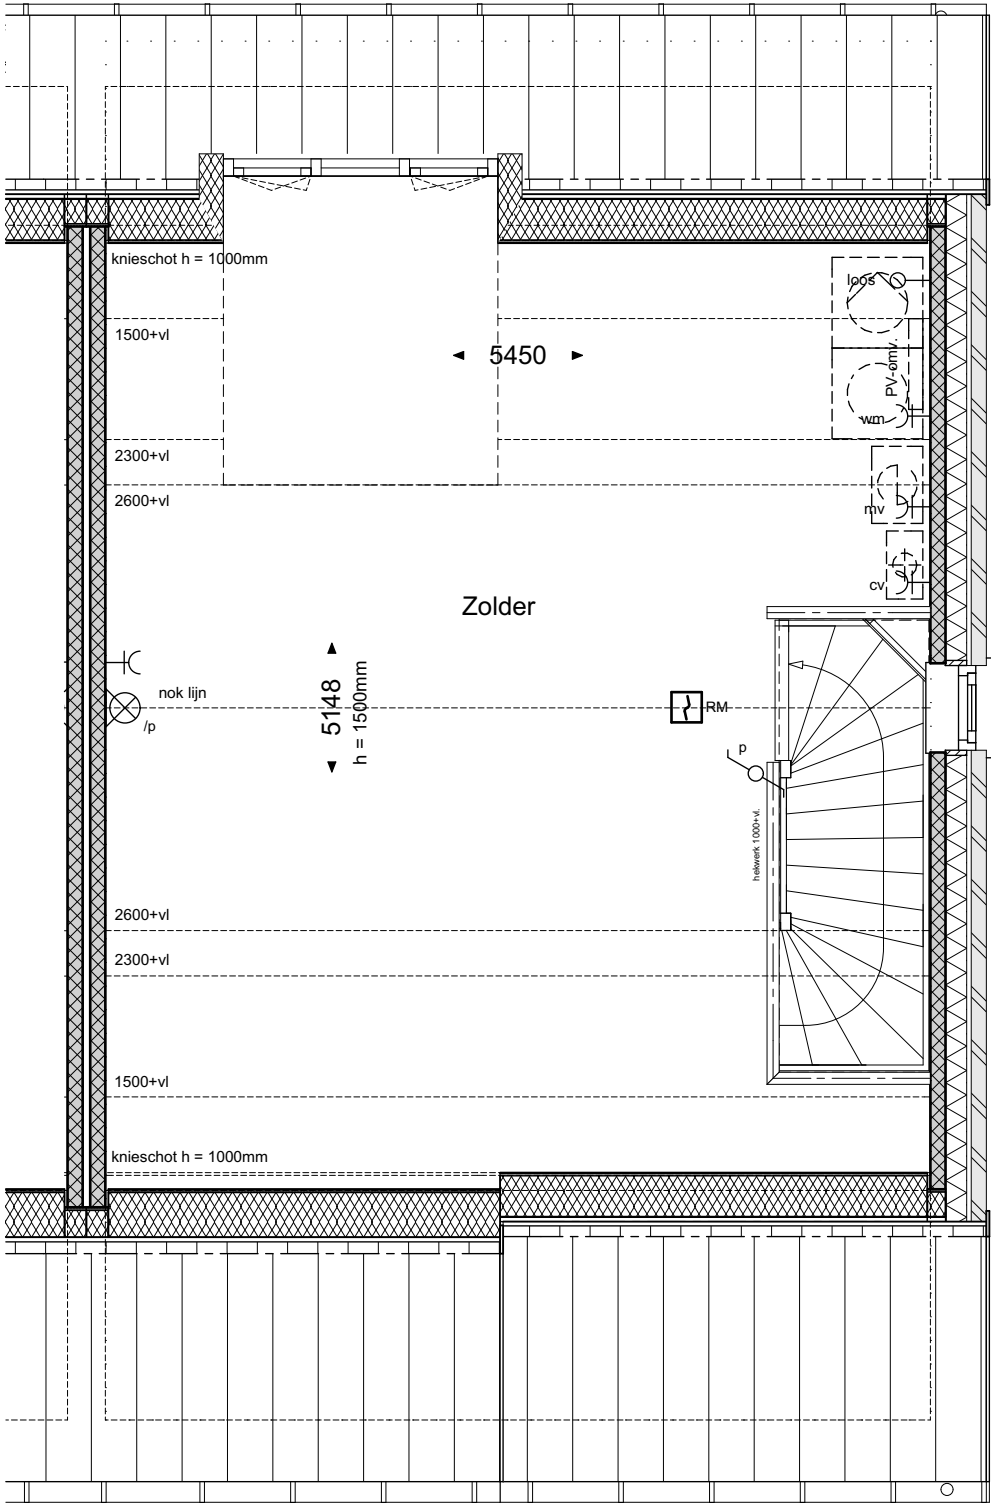 knieschot h = 1000mm
loos
1500+vl
5450
PV-omv.
wm
2300+vl
2600+vl
mv
cv
Zolder
nok lijn
/p
5148
h = 1500mm
RM
p
hekwerk 1000+vl.
2600+vl
2300+vl
1500+vl
knieschot h = 1000mm